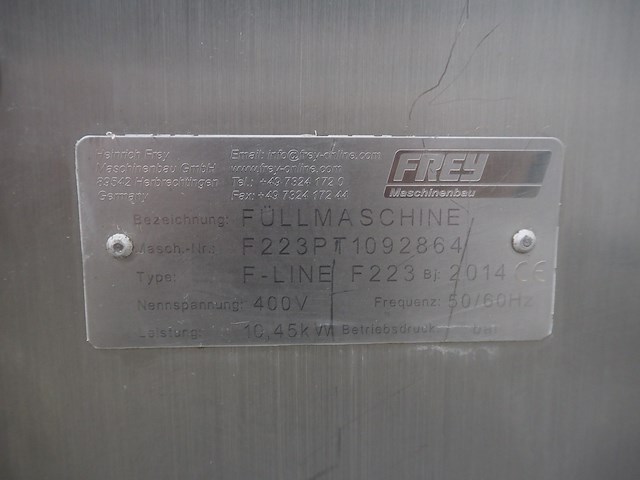 Heinrich Frey
Maschinenbau GmbH
89542 Herbrechtingen
Germany
Email: info@frey-online.com
www.frey-online.com
Tel.: +49 7324 172 0
Fax: +49 7324 172 44
FREY
Maschinenbau
Bezeichnung: FÜLLMASCHINE
Masch.-Nr.: F223PT1092864
Type: F-LINE F223 Bj: 2014 CE
Nennspannung: 400V Frequenz: 50/60Hz
Leistung: 10,45kW Betriebsdruck - bar